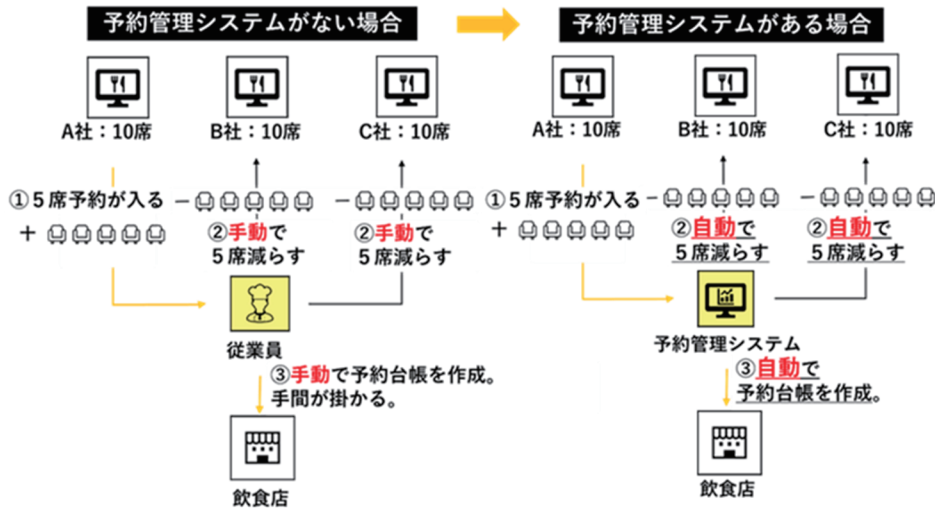 予約管理システムがない場合
A社：10席
B社：10席
C社：10席
①５席予約が入る
＋
－
②手動で
５席減らす
－
②手動で
５席減らす
従業員
③手動で予約台帳を作成。
手間が掛かる。
飲食店
予約管理システムがある場合
A社：10席
B社：10席
C社：10席
①５席予約が入る
＋
－
②自動で
５席減らす
－
②自動で
５席減らす
予約管理システム
③自動で
予約台帳を作成。
飲食店